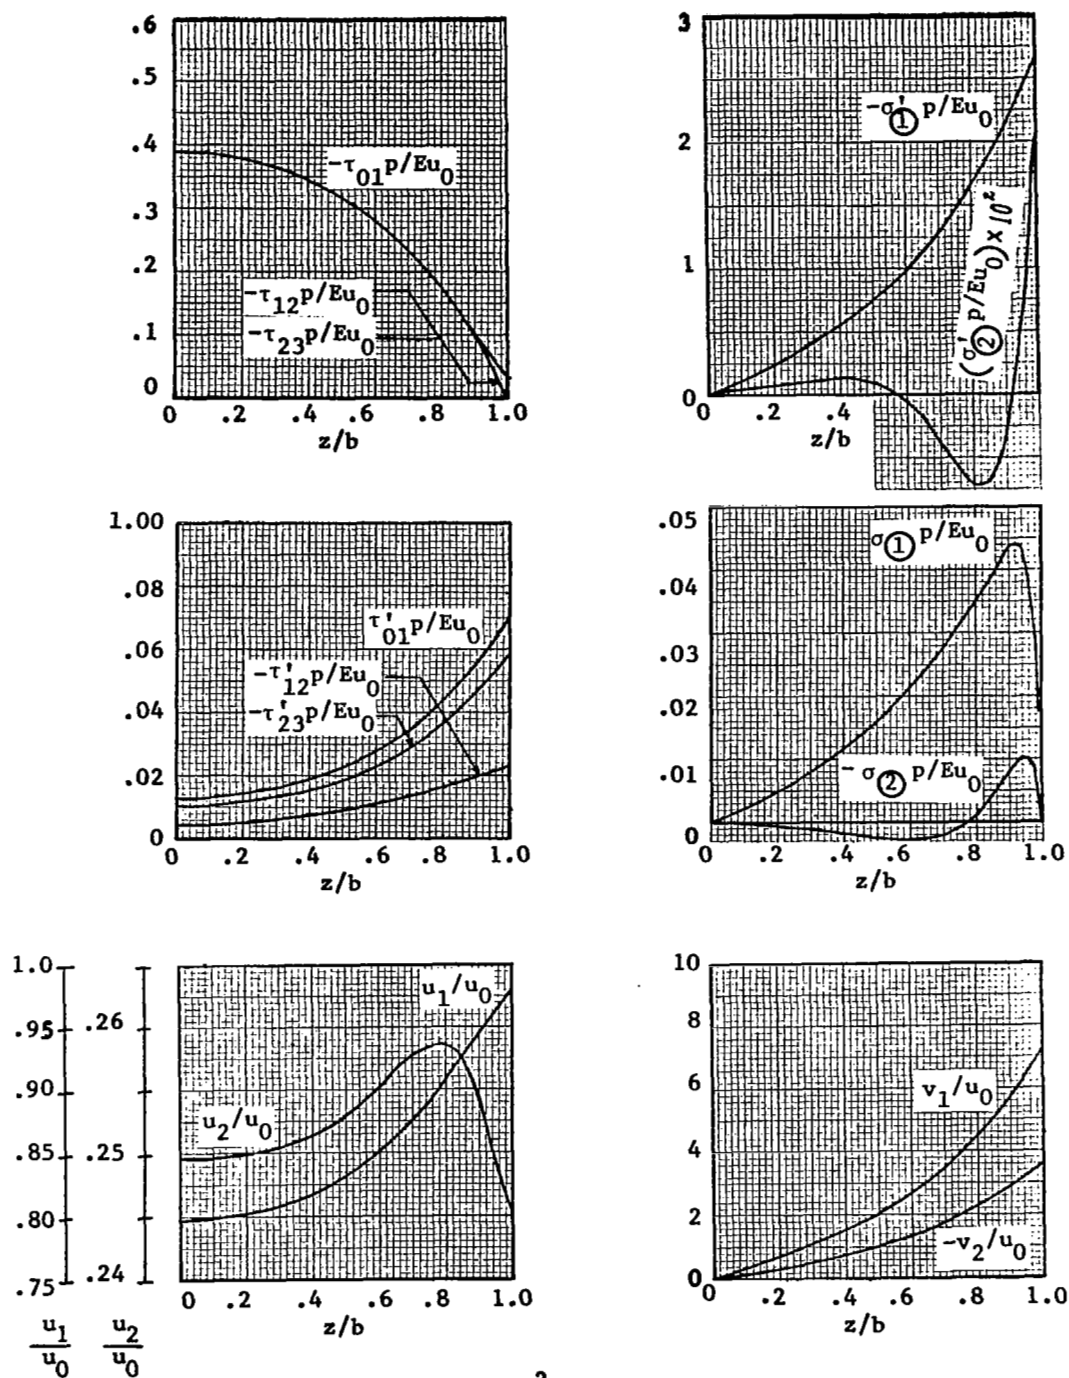 .6
.5
.4
.3
.2
.1
0
-τ01p/Eu0
-τ12p/Eu0
-τ23p/Eu0
0 .2 .4 .6 .8 1.0
z/b
3
2
1
0
-σ'① p/Eu0
(σ'② p/Eu0) × 10²
0 .2 .4
z/b
1.00
.08
.06
.04
.02
0
τ'01p/Eu0
-τ'12p/Eu0
-τ'23p/Eu0
0 .2 .4 .6 .8 1.0
z/b
.05
.04
.03
.02
.01
0
σ① p/Eu0
-σ② p/Eu0
0 .2 .4 .6 .8 1.0
z/b
1.0
.95
.90
.85
.80
.75
u1
u0
.26
.25
.24
u2
u0
u1/u0
u2/u0
0 .2 .4 .6 .8 1.0
z/b
10
8
6
4
2
0
v1/u0
-v2/u0
0 .2 .4 .6 .8 1.0
z/b